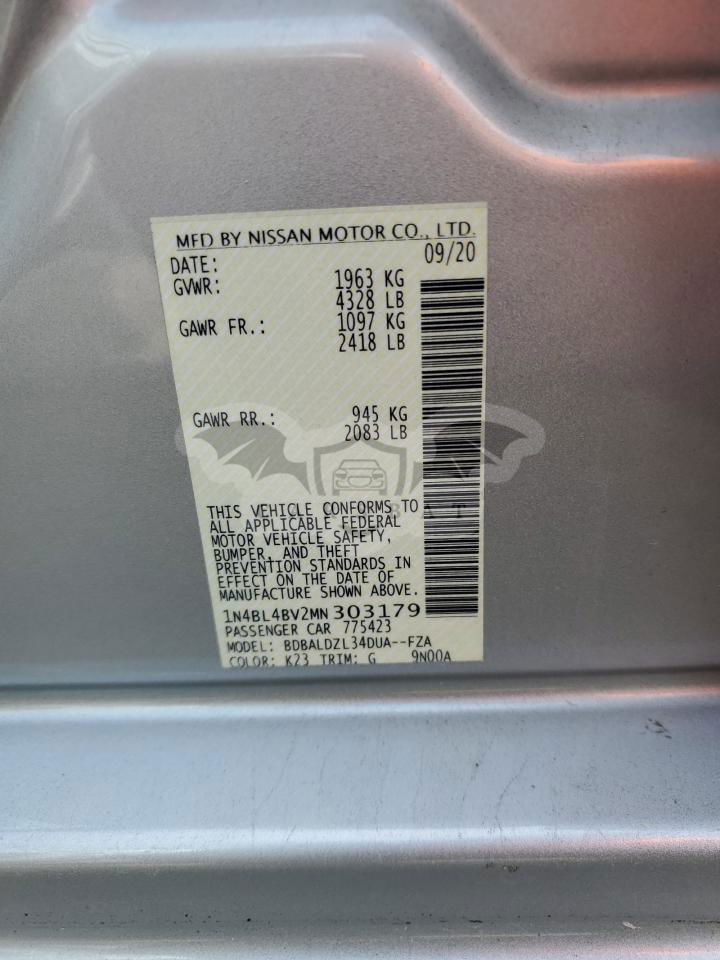 MFD BY NISSAN MOTOR CO., LTD.
DATE: 09/20
GVWR: 1963 KG
4328 LB
GAWR FR.: 1097 KG
2418 LB
GAWR RR.: 945 KG
2083 LB
THIS VEHICLE CONFORMS TO
ALL APPLICABLE FEDERAL
MOTOR VEHICLE SAFETY,
BUMPER, AND THEFT
PREVENTION STANDARDS IN
EFFECT ON THE DATE OF
MANUFACTURE SHOWN ABOVE.
1N4BL4BV2MN 303179
PASSENGER CAR 775423
MODEL: BDBALDZL34DUA--FZA
COLOR: K23 TRIM: G 9N00A